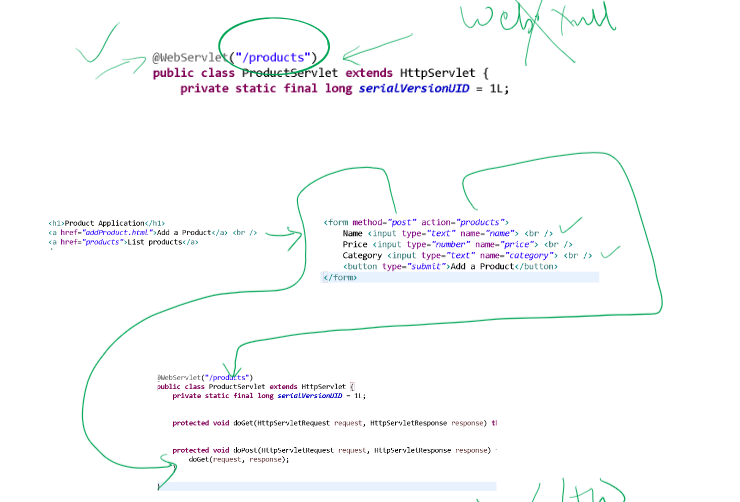 web.xml
@WebServlet("/products")
public class ProductServlet extends HttpServlet {
private static final long serialVersionUID = 1L;
<h1>Product Application</h1>
<a href="addProduct.html">Add a Product</a> <br />
<a href="products">List products</a>
<form method="post" action="products">
Name <input type="text" name="name"> <br />
Price <input type="number" name="price"> <br />
Category <input type="text" name="category"> <br />
<button type="submit">Add a Product</button>
</form>
@WebServlet("/products")
public class ProductServlet extends HttpServlet {
private static final long serialVersionUID = 1L;
protected void doGet(HttpServletRequest request, HttpServletResponse response)
protected void doPost(HttpServletRequest request, HttpServletResponse response)
doGet(request, response);